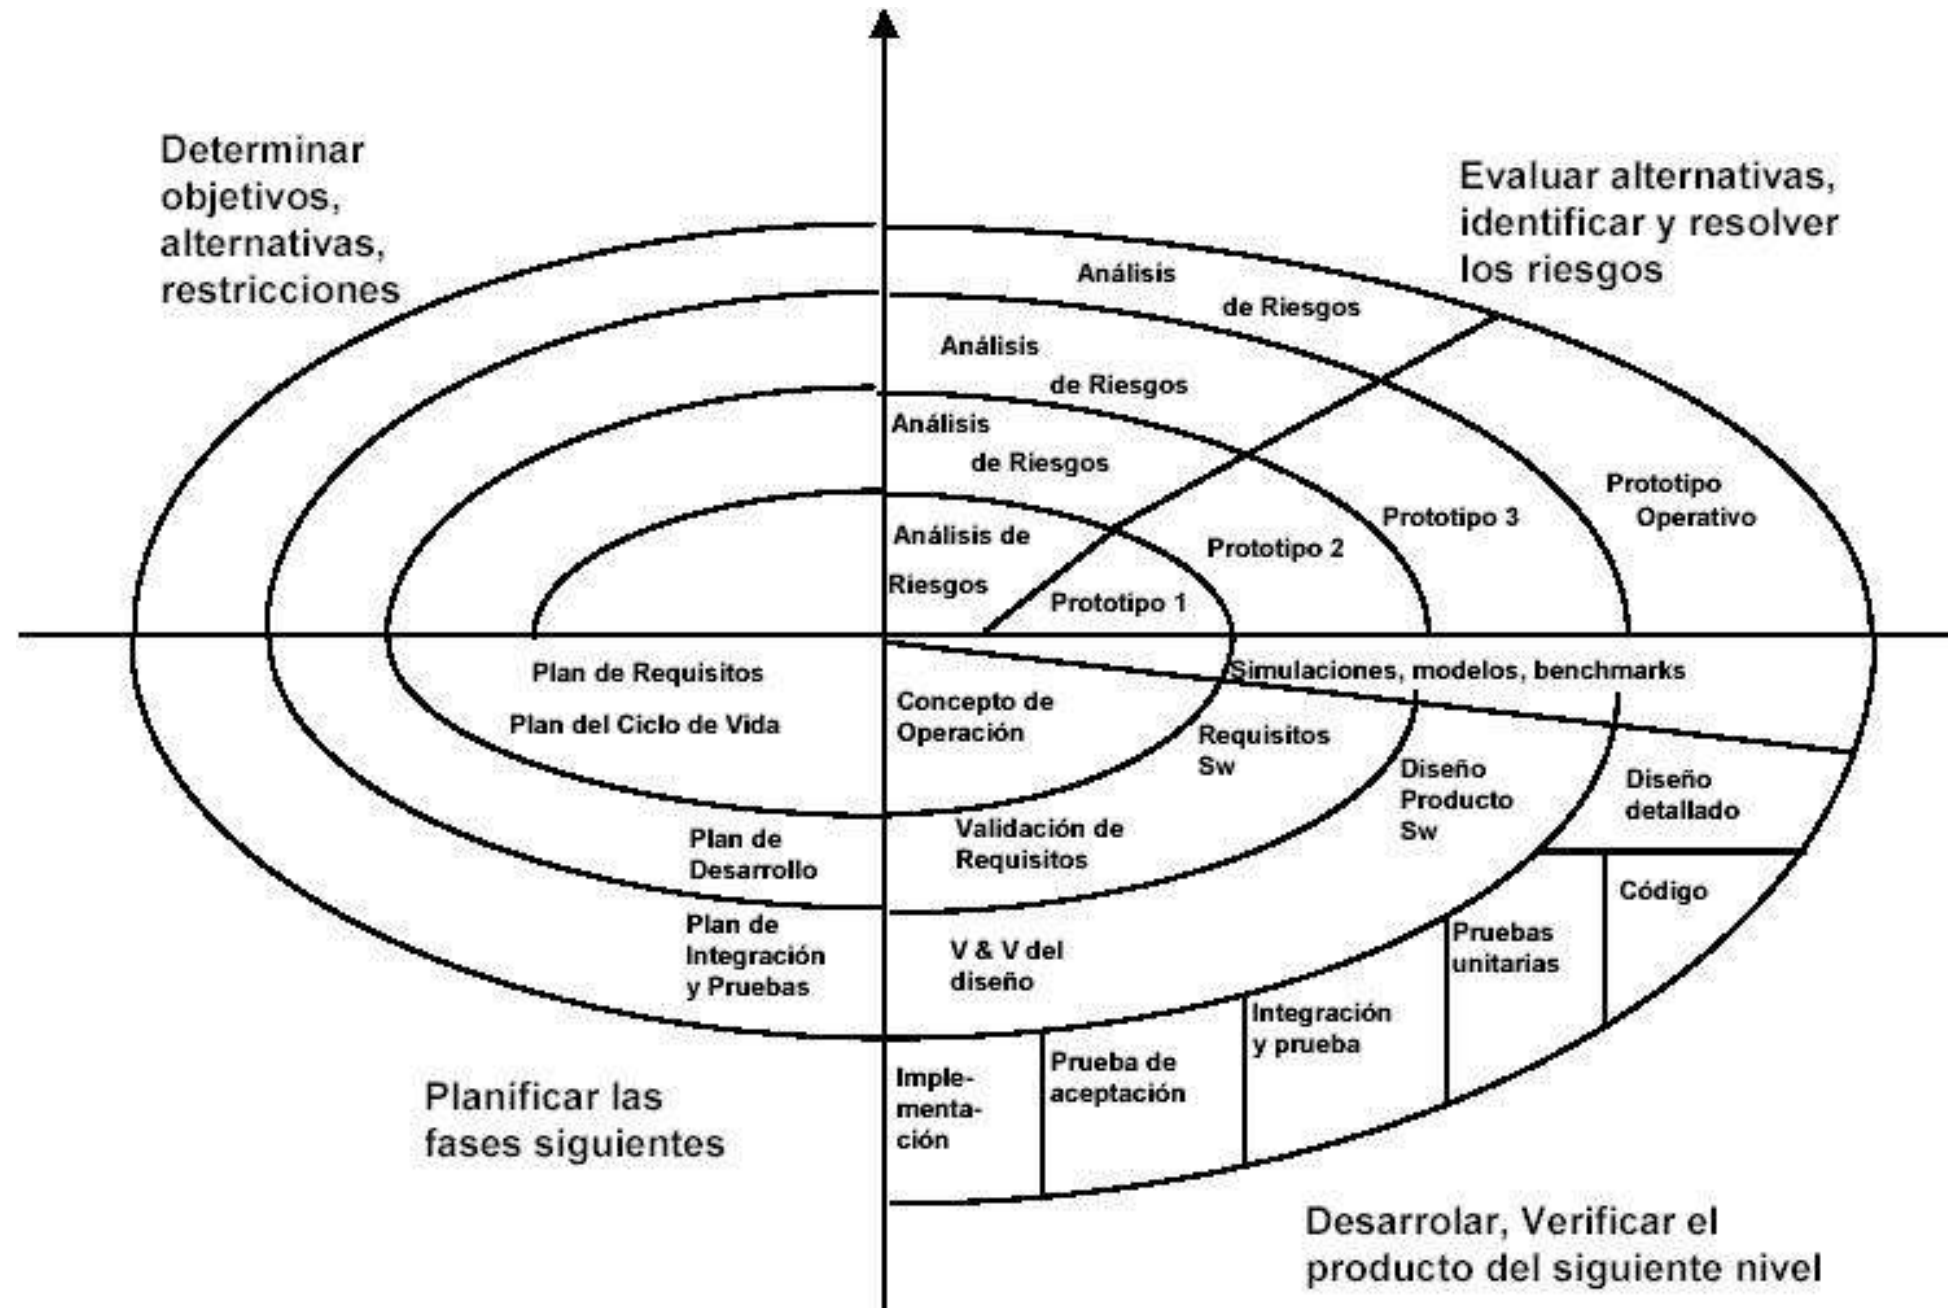 Determinar
objetivos,
alternativas,
restricciones
Evaluar alternativas,
identificar y resolver
los riesgos
Análisis
de Riesgos
Análisis
de Riesgos
Análisis
de Riesgos
Análisis de
Riesgos
Prototipo 1
Prototipo 2
Prototipo 3
Prototipo
Operativo
Simulaciones, modelos, benchmarks
Plan de Requisitos
Plan del Ciclo de Vida
Concepto de
Operación
Requisitos
Sw
Diseño
Producto
Sw
Diseño
detallado
Plan de
Desarrollo
Validación de
Requisitos
Código
Plan de
Integración
y Pruebas
V & V del
diseño
Pruebas
unitarias
Integración
y prueba
Prueba de
aceptación
Imple-
menta-
ción
Planificar las
fases siguientes
Desarrolar, Verificar el
producto del siguiente nivel